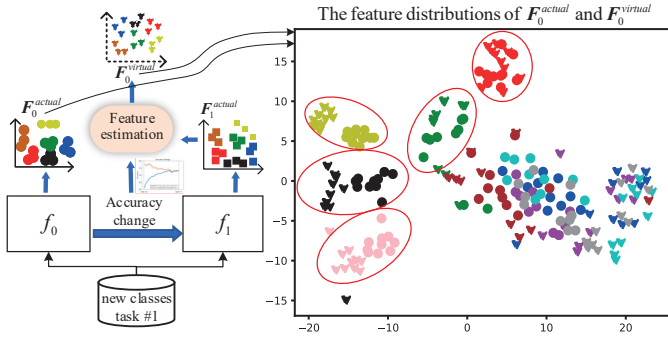 The feature distributions of F_0^actual and F_0^virtual
F_0^virtual
F_0^actual
Feature
estimation
F_1^actual
Accuracy
change
f_0
f_1
new classes
task #1
15
10
5
0
−5
−10
−15
−20
−10
0
10
20